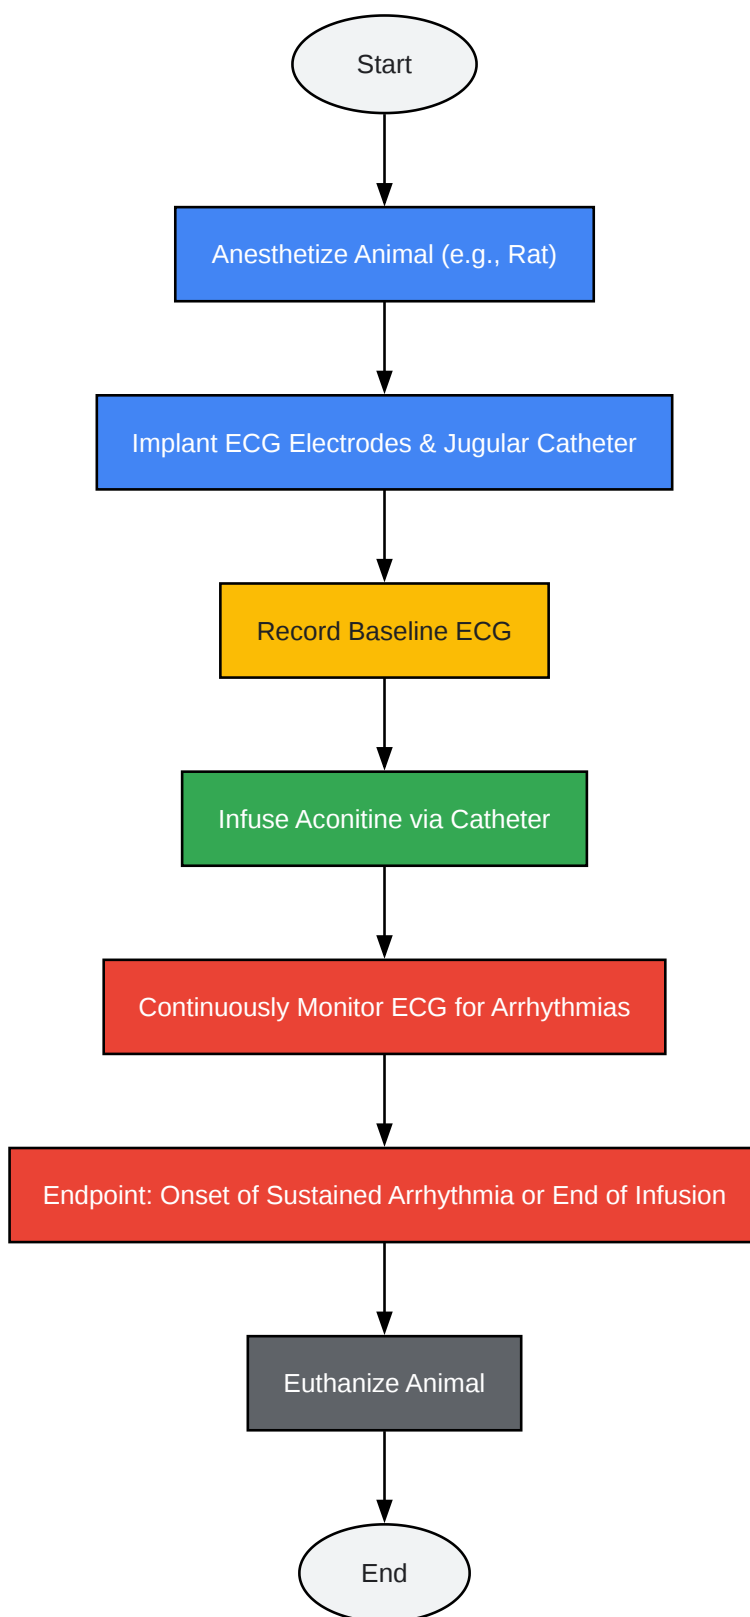 Start
Anesthetize Animal (e.g., Rat)
Implant ECG Electrodes & Jugular Catheter
Record Baseline ECG
Infuse Aconitine via Catheter
Continuously Monitor ECG for Arrhythmias
Endpoint: Onset of Sustained Arrhythmia or End of Infusion
Euthanize Animal
End